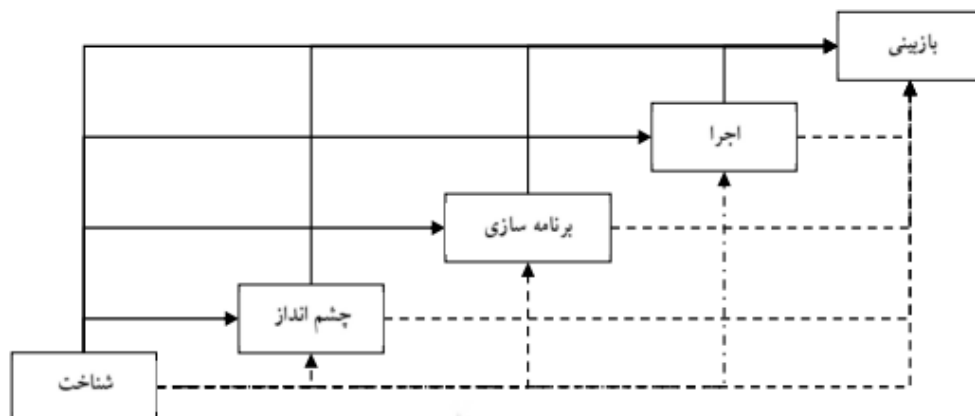 بازبینی
اجرا
برنامه سازی
چشم انداز
شناخت